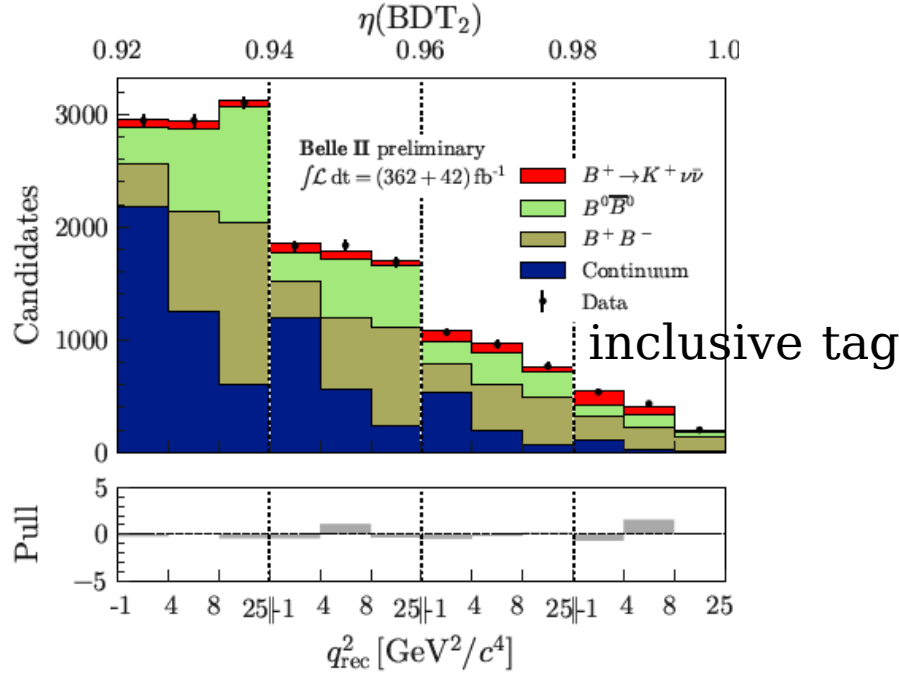 η(BDT₂)
0.92 0.94 0.96 0.98 1.0
3000
2000
1000
0
Candidates
Belle II preliminary
∫ℒ dt = (362 + 42) fb⁻¹
B⁺→K⁺νν̄
B⁰B̅⁰
B⁺B⁻
Continuum
Data
inclusive tag
5
0
−5
Pull
-1 4 8 25 -1 4 8 25 -1 4 8 25 -1 4 8 25
q²rec [GeV²/c⁴]